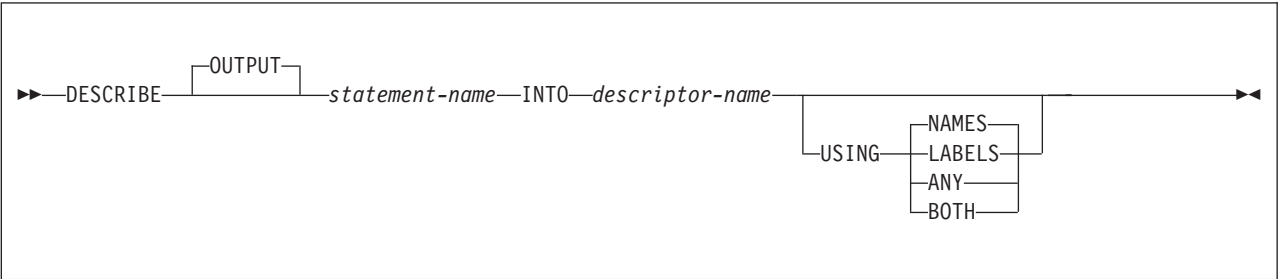 OUTPUT
DESCRIBE statement-name INTO descriptor-name
NAMES
USING LABELS
ANY
BOTH